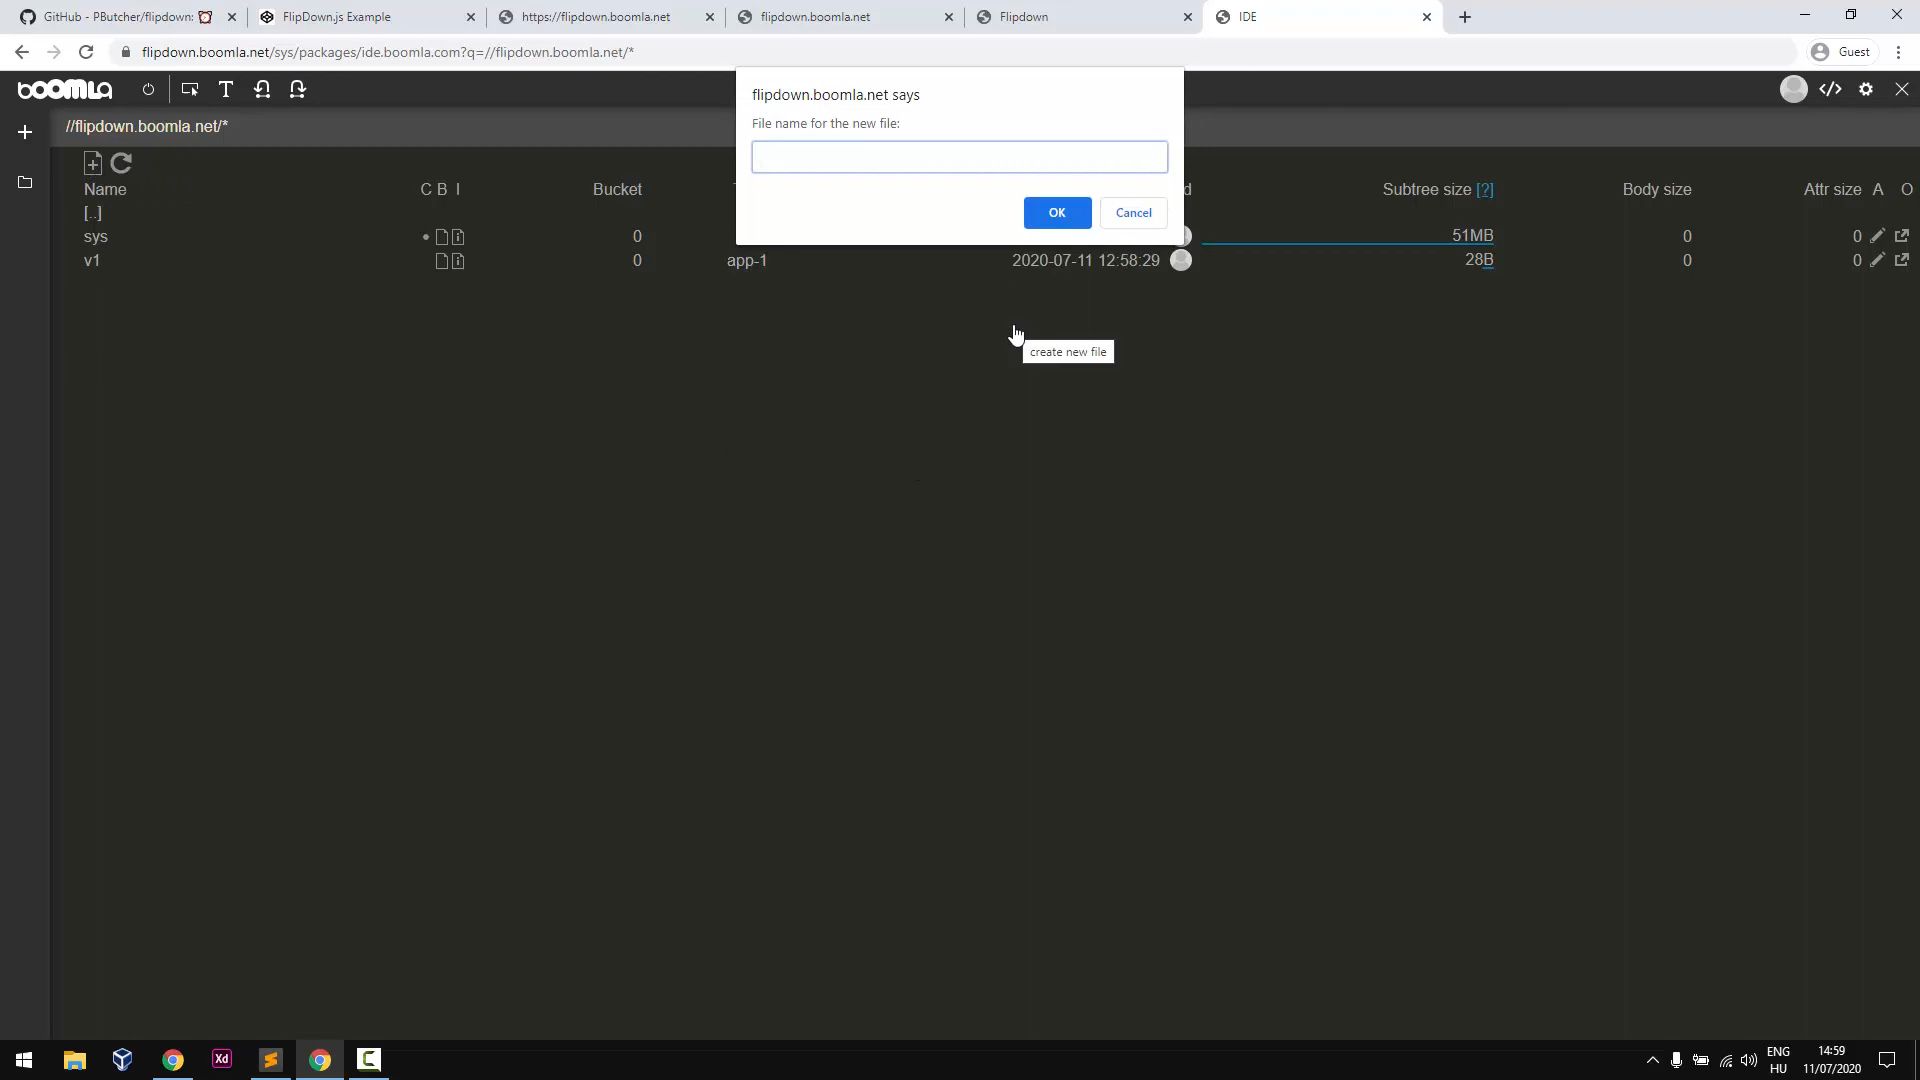 GitHub - PButcher/flipdown: FlipDown.js Example https://flipdown.boomla.net flipdown.boomla.net Flipdown IDE
flipdown.boomla.net/sys/packages/ide.boomla.com?q=//flipdown.boomla.net/* Guest
boomla T
//flipdown.boomla.net/*
flipdown.boomla.net says
File name for the new file:
OK Cancel
Name C B I Bucket d Subtree size [?] Body size Attr size A O
[..]
sys 0 51MB 0 0
v1 0 app-1 2020-07-11 12:58:29 28B 0 0
create new file
Xd ENG 14:59
HU 11/07/2020